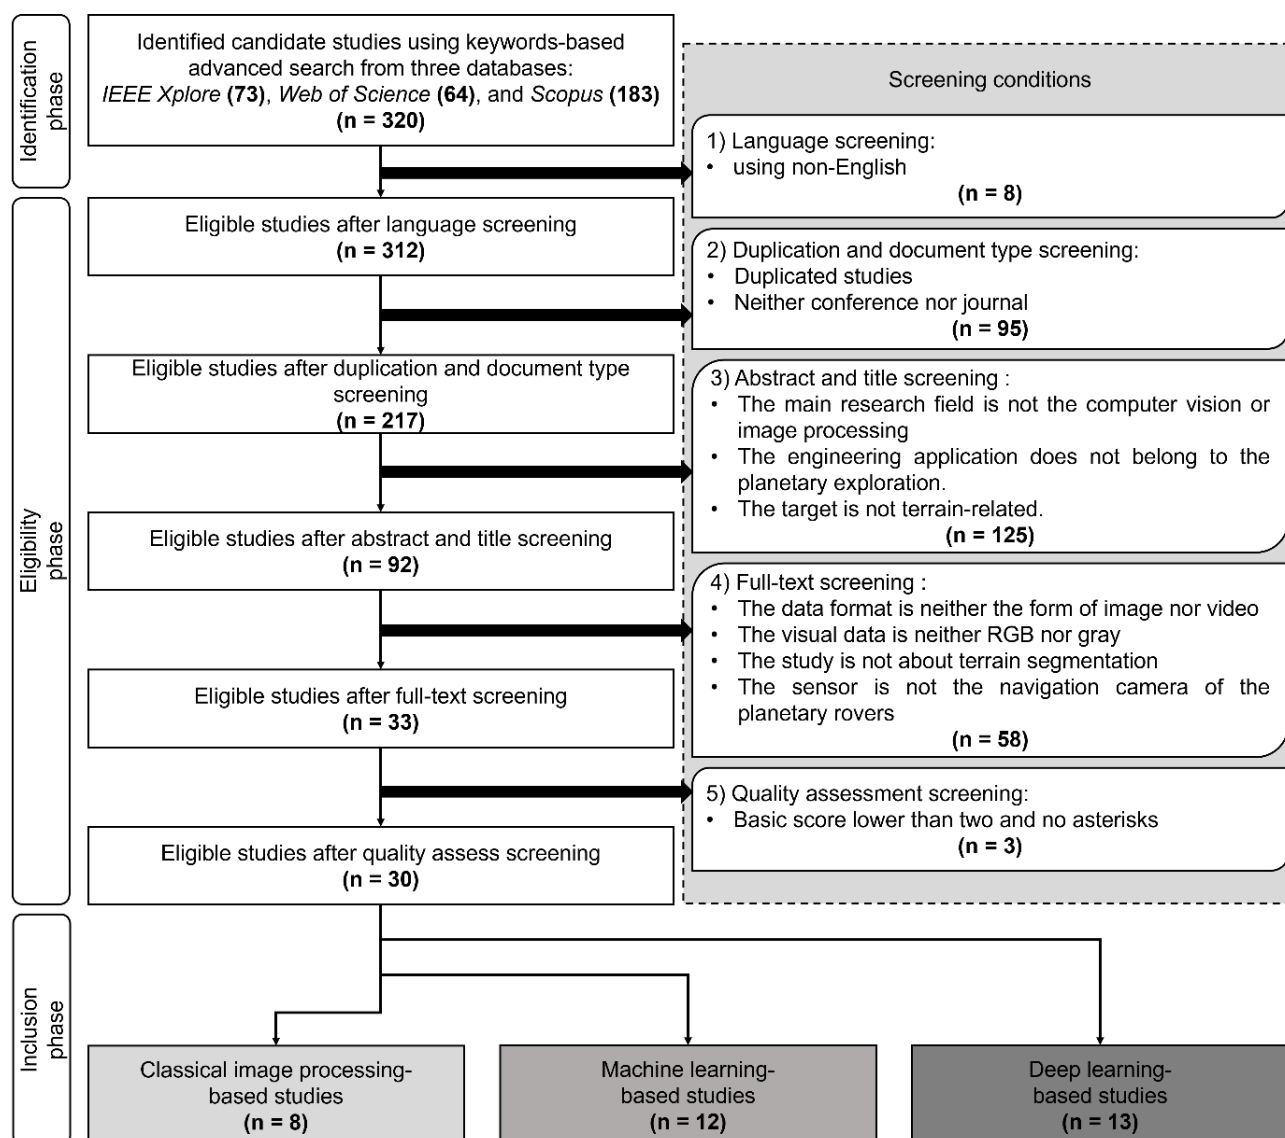 Identification
phase
Identified candidate studies using keywords-based
advanced search from three databases:
IEEE Xplore (73), Web of Science (64), and Scopus (183)
(n = 320)
Screening conditions
1) Language screening:
• using non-English
(n = 8)
Eligibility
phase
Eligible studies after language screening
(n = 312)
2) Duplication and document type screening:
• Duplicated studies
• Neither conference nor journal
(n = 95)
Eligible studies after duplication and document type
screening
(n = 217)
3) Abstract and title screening :
• The main research field is not the computer vision or
image processing
• The engineering application does not belong to the
planetary exploration.
• The target is not terrain-related.
(n = 125)
Eligible studies after abstract and title screening
(n = 92)
4) Full-text screening :
• The data format is neither the form of image nor video
• The visual data is neither RGB nor gray
• The study is not about terrain segmentation
• The sensor is not the navigation camera of the
planetary rovers
(n = 58)
Eligible studies after full-text screening
(n = 33)
5) Quality assessment screening:
• Basic score lower than two and no asterisks
(n = 3)
Eligible studies after quality assess screening
(n = 30)
Inclusion
phase
Classical image processing-
based studies
(n = 8)
Machine learning-
based studies
(n = 12)
Deep learning-
based studies
(n = 13)